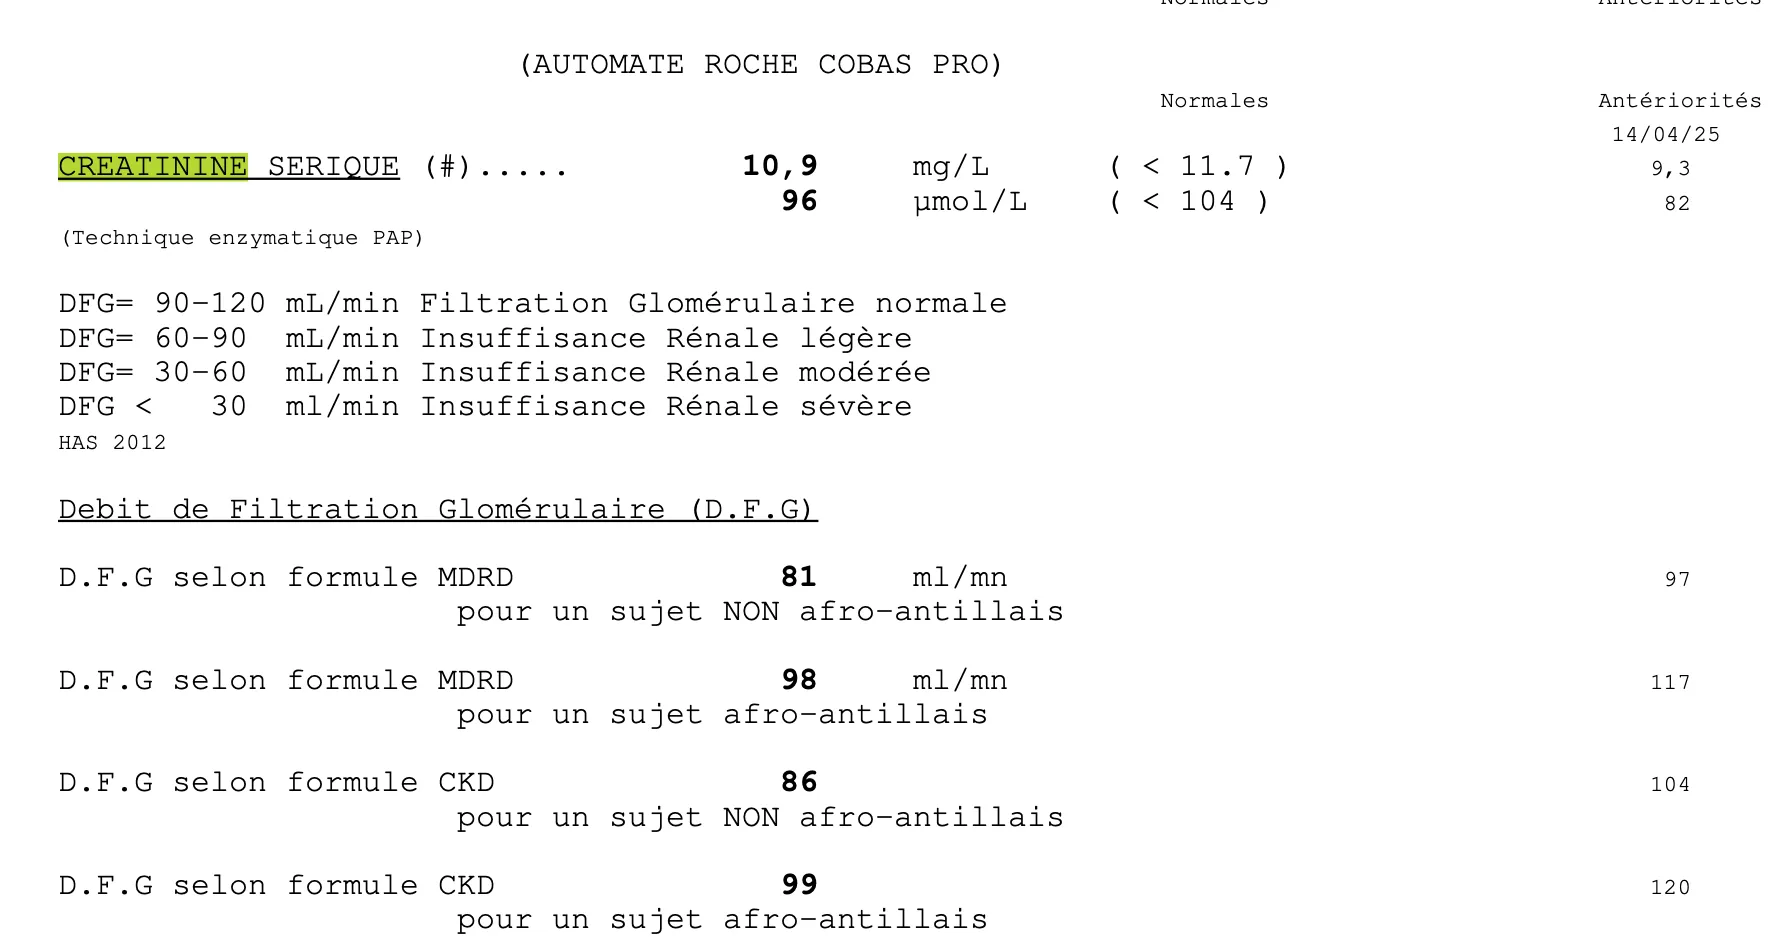 Normales Antériorités
(AUTOMATE ROCHE COBAS PRO)
Normales Antériorités
14/04/25
CREATININE SERIQUE (#)..... 10,9 mg/L ( < 11.7 ) 9,3
96 µmol/L ( < 104 ) 82
(Technique enzymatique PAP)
DFG= 90-120 mL/min Filtration Glomérulaire normale
DFG= 60-90 mL/min Insuffisance Rénale légère
DFG= 30-60 mL/min Insuffisance Rénale modérée
DFG < 30 ml/min Insuffisance Rénale sévère
HAS 2012
Debit de Filtration Glomérulaire (D.F.G)
D.F.G selon formule MDRD 81 ml/mn 97
pour un sujet NON afro-antillais
D.F.G selon formule MDRD 98 ml/mn 117
pour un sujet afro-antillais
D.F.G selon formule CKD 86 104
pour un sujet NON afro-antillais
D.F.G selon formule CKD 99 120
pour un sujet afro-antillais